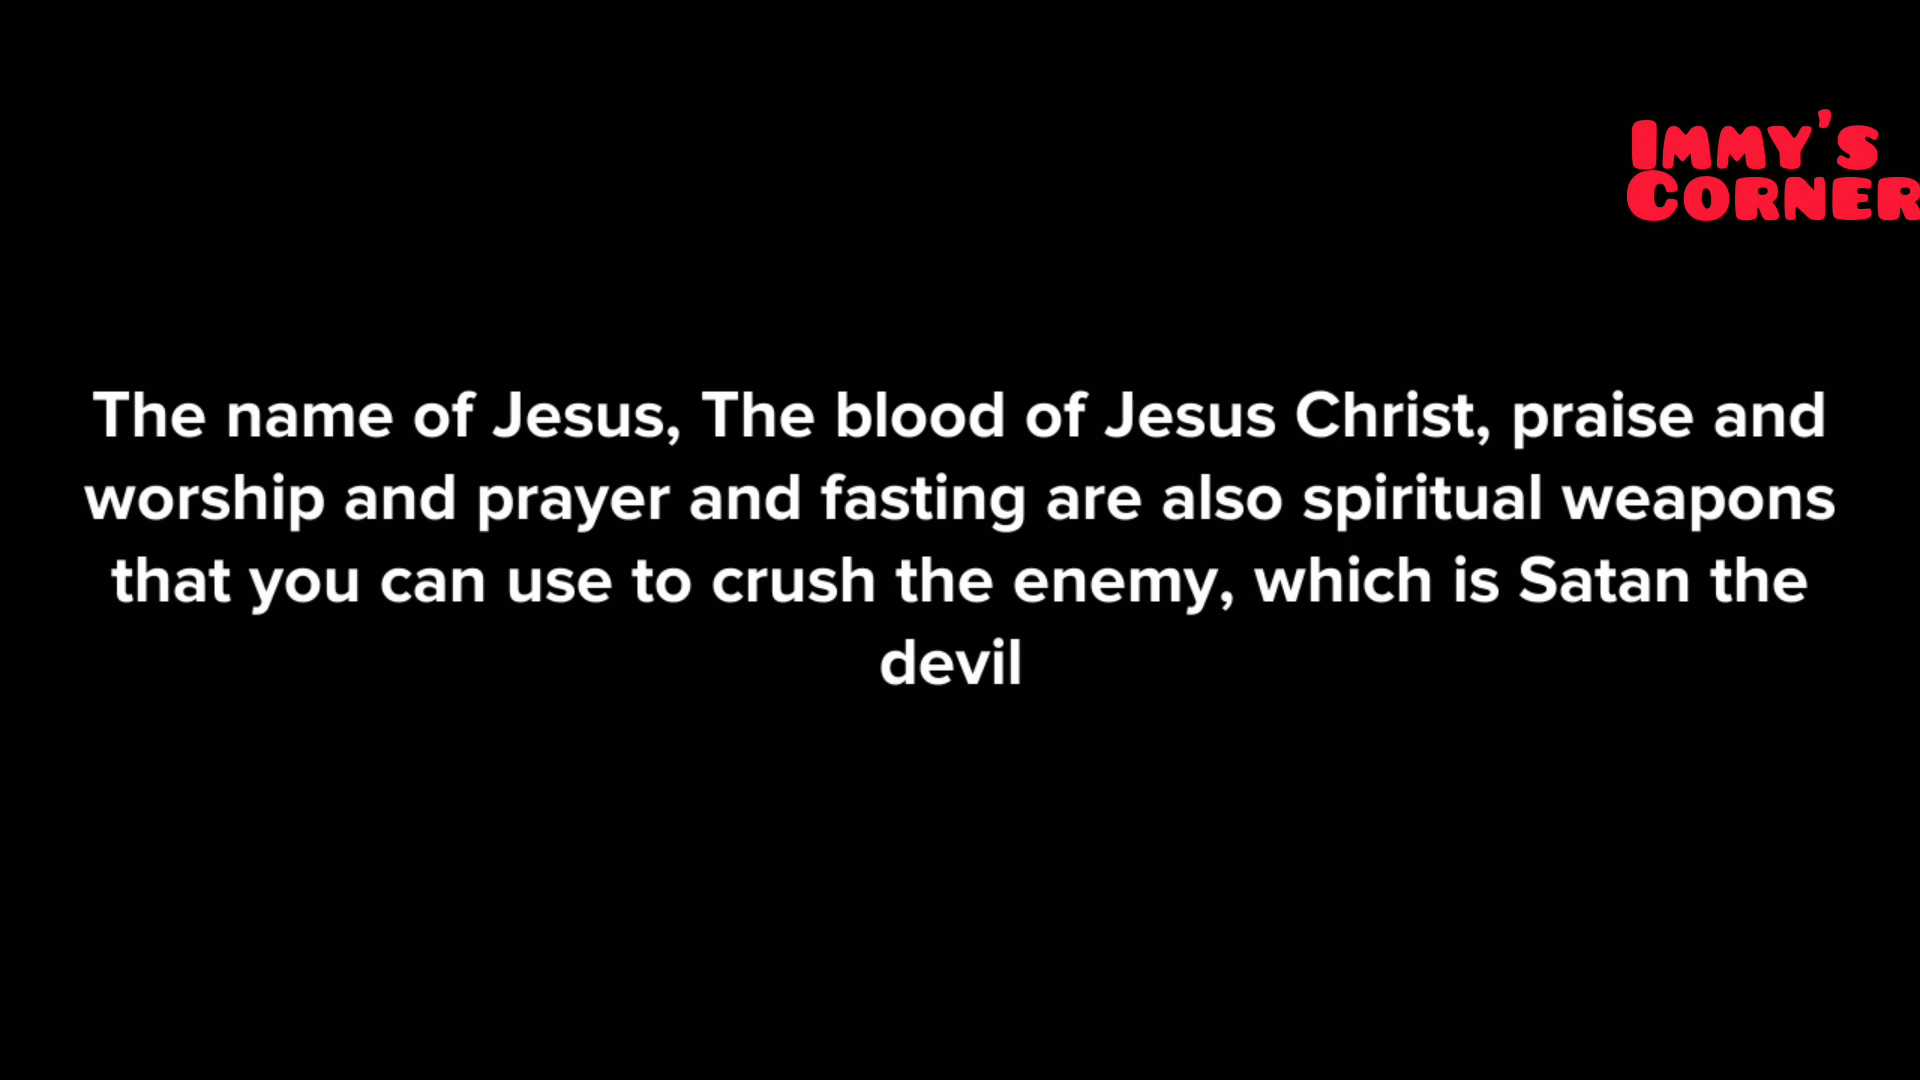 Immy's
Corner
The name of Jesus, The blood of Jesus Christ, praise and
worship and prayer and fasting are also spiritual weapons
that you can use to crush the enemy, which is Satan the
devil